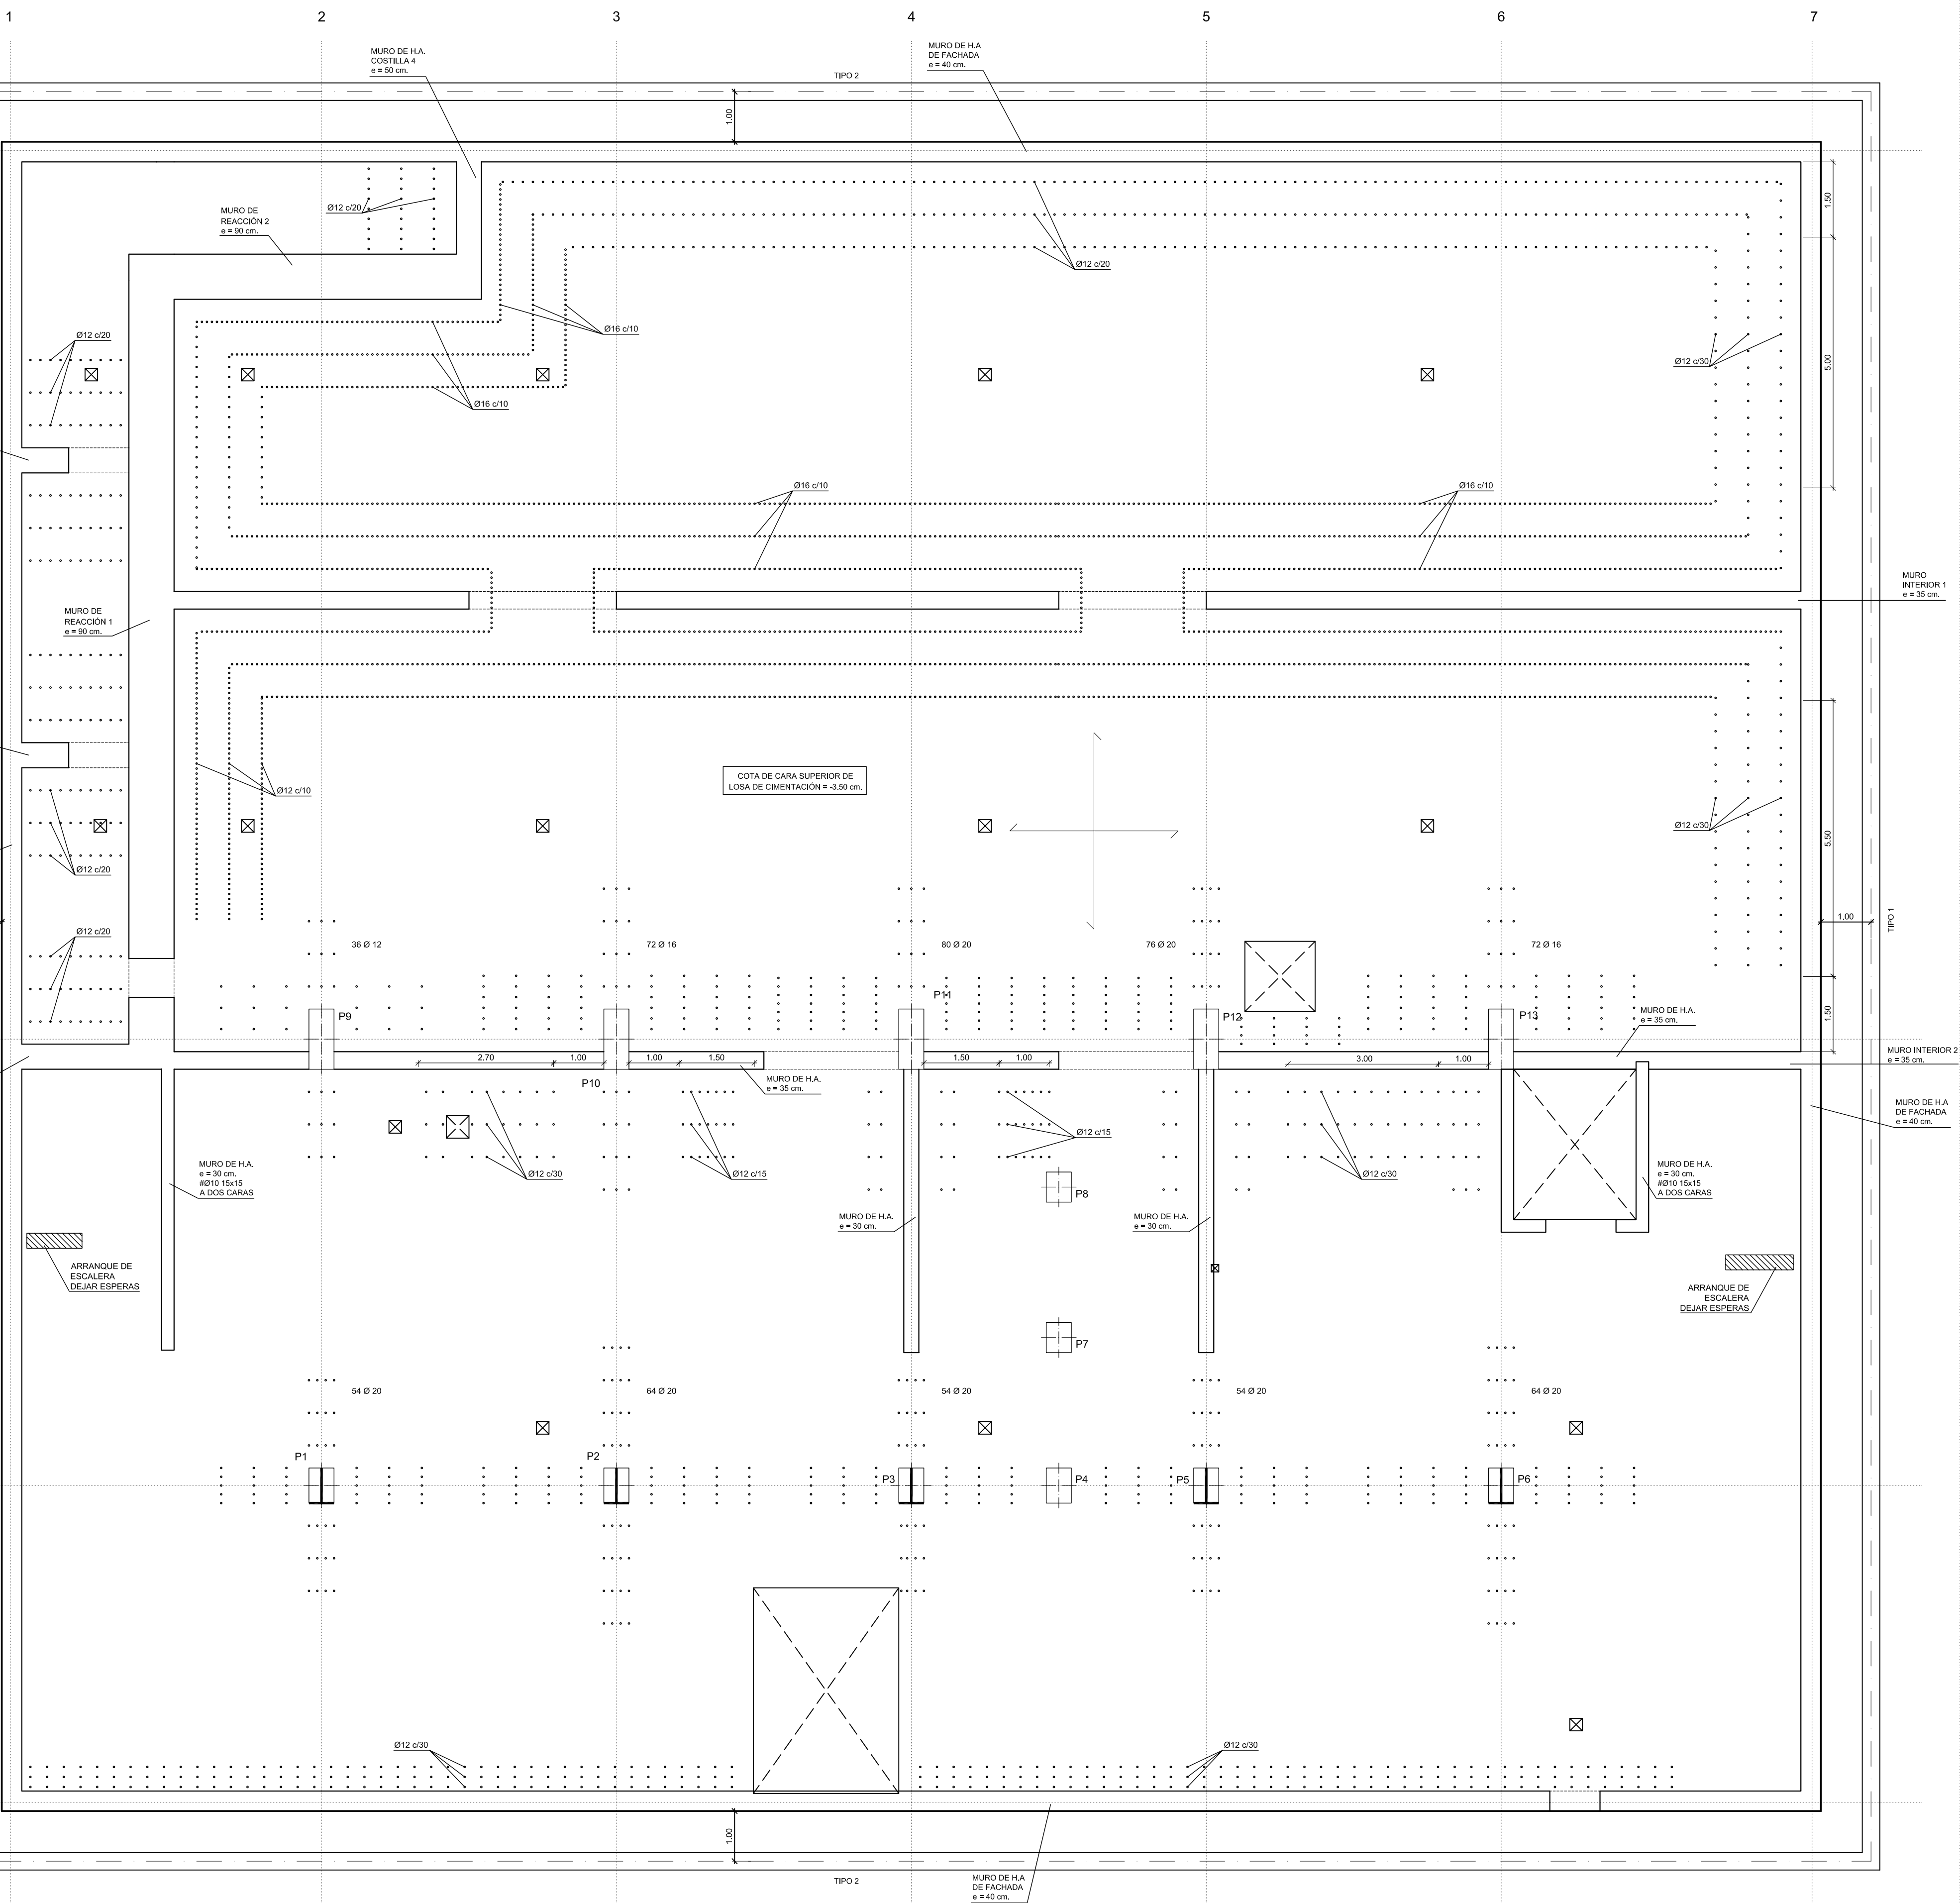 1
2
3
4
5
6
7
MURO DE H.A.
COSTILLA 4
e = 50 cm.
TIPO 2
MURO DE H.A
DE FACHADA
e = 40 cm.
1.00
1.50
Ø12 c/20
MURO DE
REACCIÓN 2
e = 90 cm.
Ø12 c/20
Ø16 c/10
Ø12 c/20
Ø12 c/30
5.00
Ø16 c/10
Ø16 c/10
Ø16 c/10
MURO
INTERIOR 1
e = 35 cm.
MURO DE
REACCIÓN 1
e = 90 cm.
COTA DE CARA SUPERIOR DE
LOSA DE CIMENTACIÓN = -3.50 cm.
Ø12 c/10
Ø12 c/30
5.50
Ø12 c/20
1.00
TIPO 1
Ø12 c/20
36 Ø 12
72 Ø 16
80 Ø 20
76 Ø 20
72 Ø 16
P9
P11
P12
P13
MURO DE H.A.
e = 35 cm.
1.50
MURO INTERIOR 2
e = 35 cm.
2.70
1.00
1.00
1.50
1.50
1.00
3.00
1.00
P10
MURO DE H.A.
e = 35 cm.
MURO DE H.A
DE FACHADA
e = 40 cm.
Ø12 c/15
MURO DE H.A.
e = 30 cm.
#Ø10 15x15
A DOS CARAS
Ø12 c/30
Ø12 c/15
Ø12 c/30
MURO DE H.A.
e = 30 cm.
#Ø10 15x15
A DOS CARAS
P8
MURO DE H.A.
e = 30 cm.
MURO DE H.A.
e = 30 cm.
ARRANQUE DE
ESCALERA
DEJAR ESPERAS
ARRANQUE DE
ESCALERA
DEJAR ESPERAS
P7
54 Ø 20
64 Ø 20
54 Ø 20
54 Ø 20
64 Ø 20
P1
P2
P3
P4
P5
P6
Ø12 c/30
Ø12 c/30
1.00
TIPO 2
MURO DE H.A
DE FACHADA
e = 40 cm.